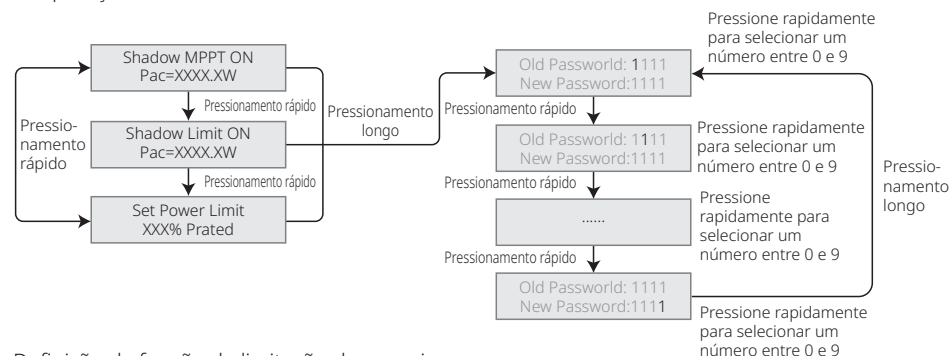 Shadow MPPT ON
Pac=XXXX.XW
Pressionamento rápido
Shadow Limit ON
Pac=XXXX.XW
Pressionamento rápido
Set Power Limit
XXX% Prated
Pressio-
namento
rápido
Pressionamento
longo
Old Passworld: 1111
New Password:1111
Pressione rapidamente
para selecionar um
número entre 0 e 9
Pressionamento rápido
Old Passworld: 1111
New Password:1111
Pressione rapidamente
para selecionar um
número entre 0 e 9
Pressionamento rápido
......
Pressione
rapidamente para
selecionar um
número entre 0 e 9
Pressionamento rápido
Old Passworld: 1111
New Password:1111
Pressione rapidamente
para selecionar um
número entre 0 e 9
Pressio-
namento
longo